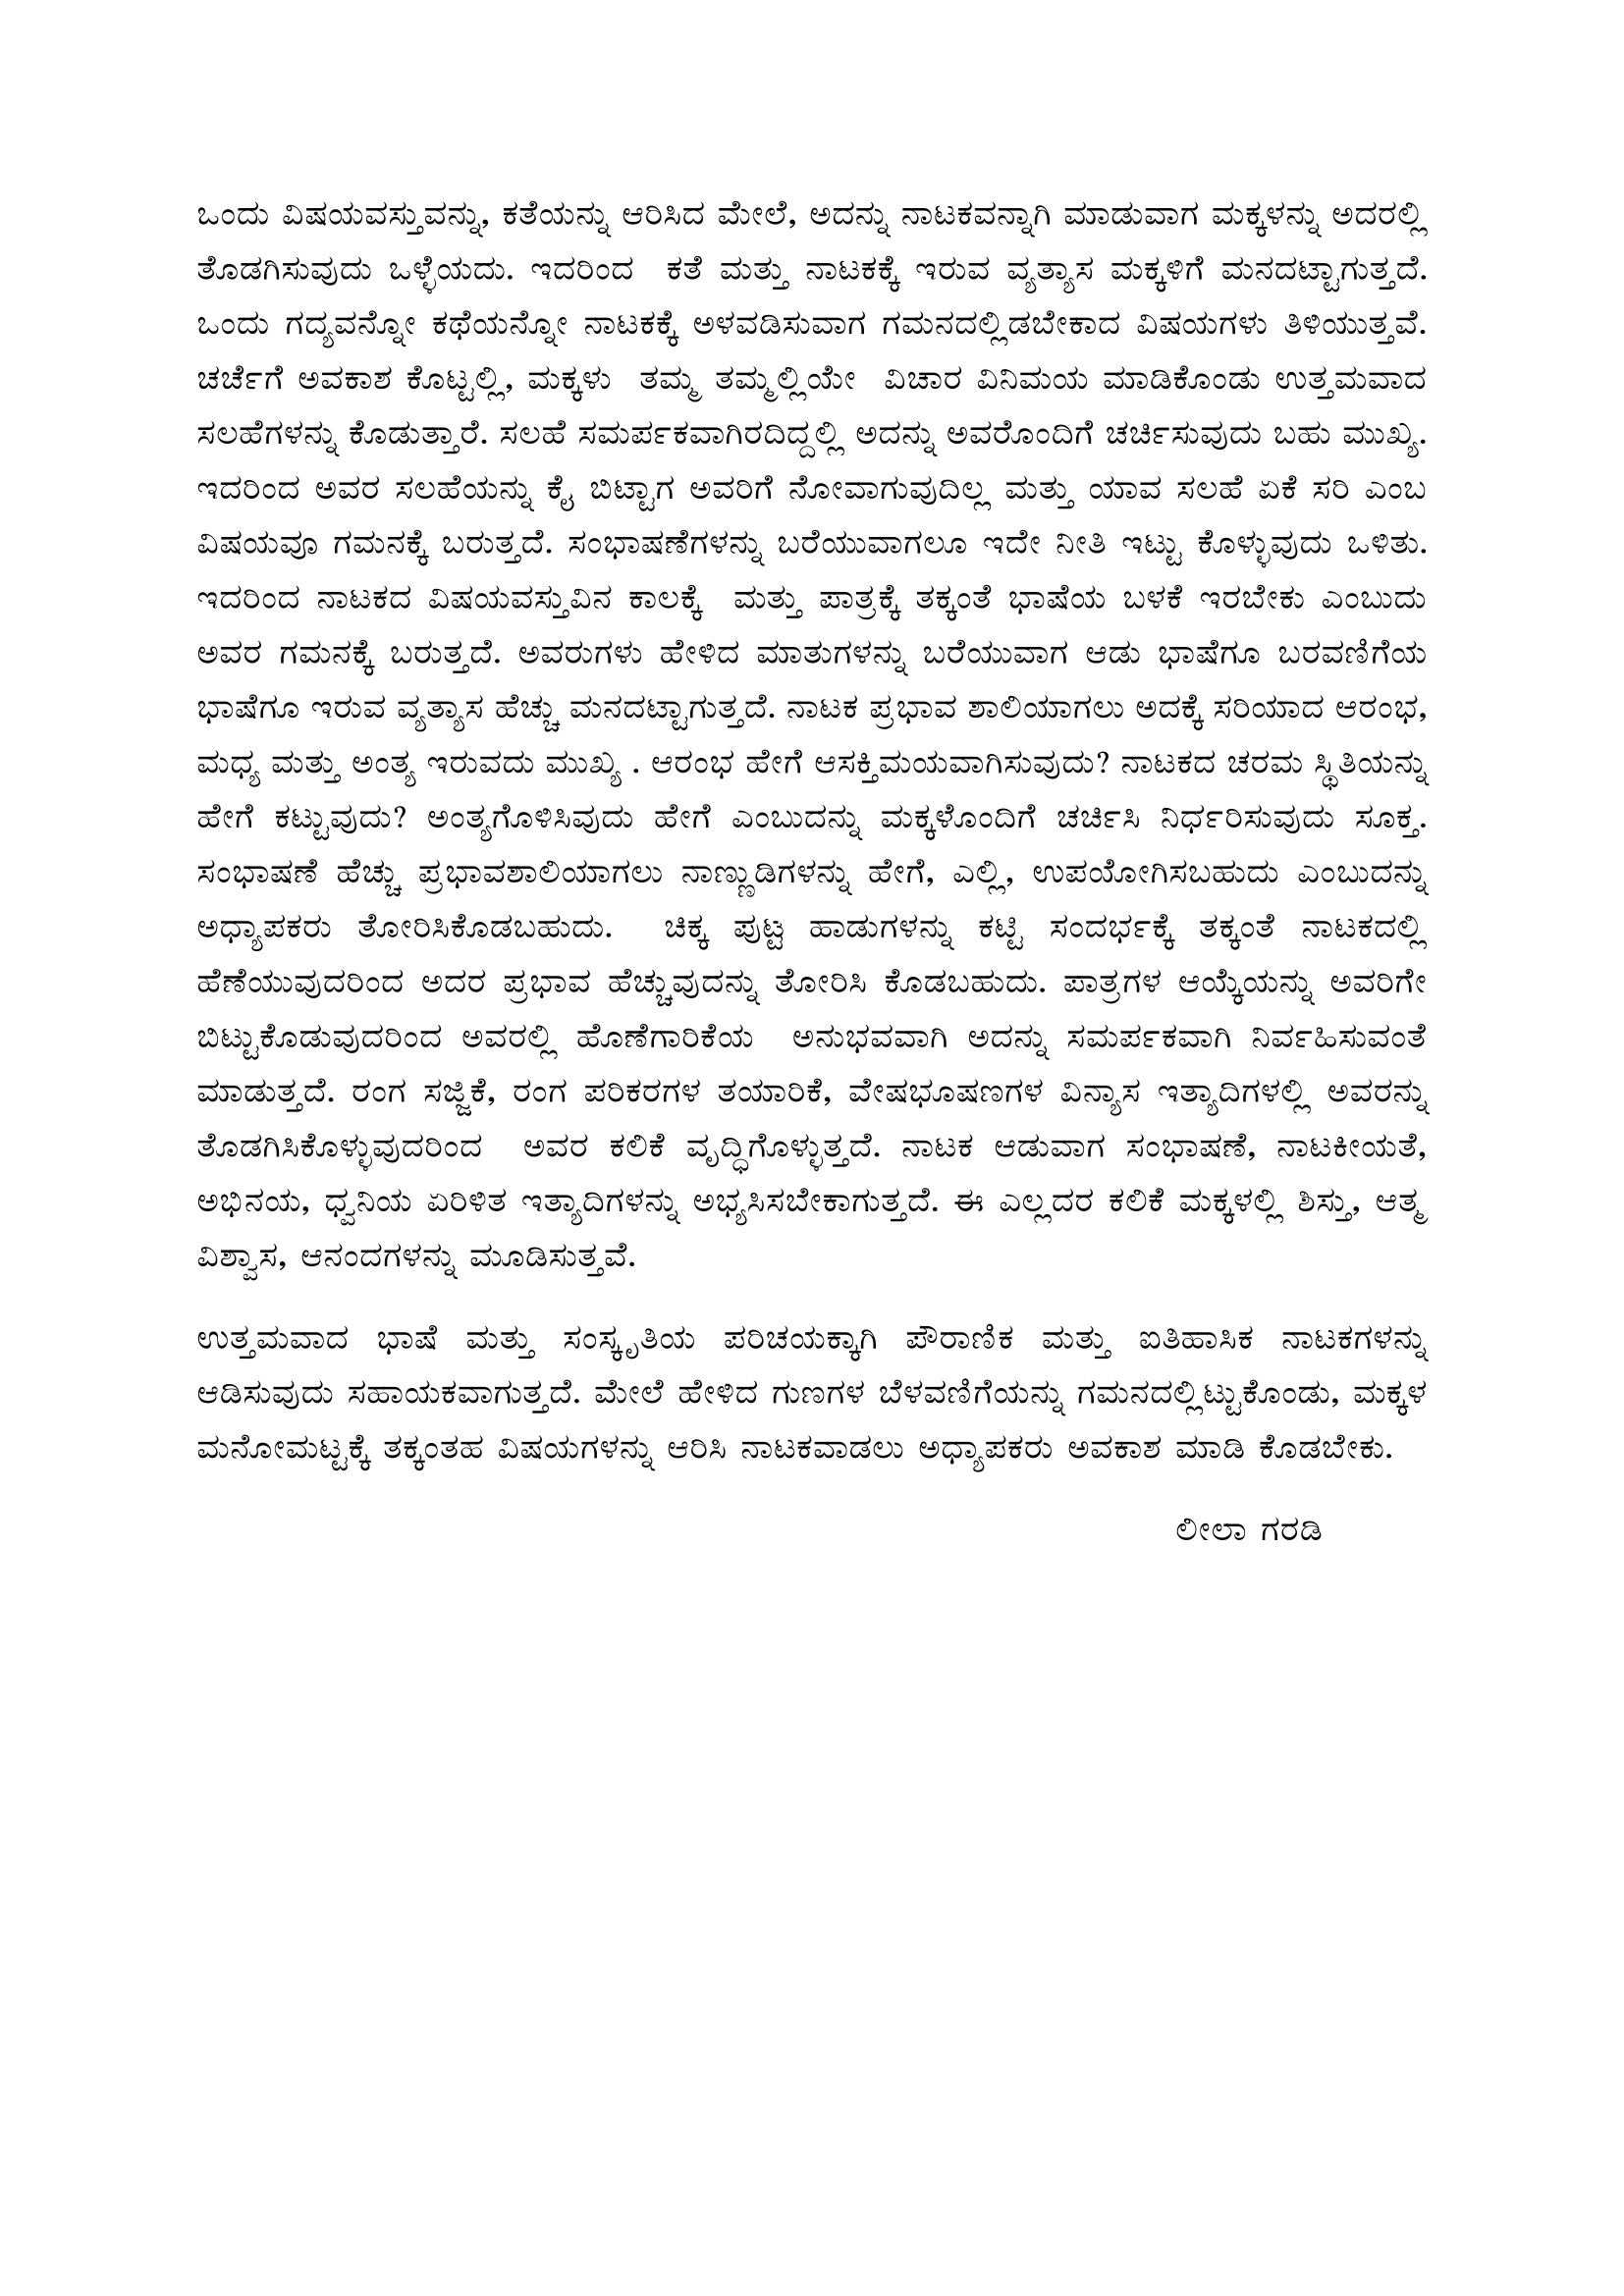 ಒಂದು ವಿಷಯವಸ್ತುವನ್ನು, ಕತೆಯನ್ನು ಆರಿಸಿದ ಮೇಲೆ, ಅದನ್ನು ನಾಟಕವನ್ನಾಗಿ ಮಾಡುವಾಗ ಮಕ್ಕಳನ್ನು ಅದರಲ್ಲಿ
ತೊಡಗಿಸುವುದು ಒಳ್ಳೆಯದು. ಇದರಿಂದ ಕತೆ ಮತ್ತು ನಾಟಕಕ್ಕೆ ಇರುವ ವ್ಯತ್ಯಾಸ ಮಕ್ಕಳಿಗೆ ಮನದಟ್ಟಾಗುತ್ತದೆ.
ಒಂದು ಗದ್ಯವನ್ನೋ ಕಥೆಯನ್ನೋ ನಾಟಕಕ್ಕೆ ಅಳವಡಿಸುವಾಗ ಗಮನದಲ್ಲಿಡಬೇಕಾದ ವಿಷಯಗಳು ತಿಳಿಯುತ್ತವೆ.
ಚರ್ಚೆಗೆ ಅವಕಾಶ ಕೊಟ್ಟಲ್ಲಿ, ಮಕ್ಕಳು ತಮ್ಮ ತಮ್ಮಲ್ಲಿಯೇ ವಿಚಾರ ವಿನಿಮಯ ಮಾಡಿಕೊಂಡು ಉತ್ತಮವಾದ
ಸಲಹೆಗಳನ್ನು ಕೊಡುತ್ತಾರೆ. ಸಲಹೆ ಸಮರ್ಪಕವಾಗಿರದಿದ್ದಲ್ಲಿ ಅದನ್ನು ಅವರೊಂದಿಗೆ ಚರ್ಚಿಸುವುದು ಬಹು ಮುಖ್ಯ.
ಇದರಿಂದ ಅವರ ಸಲಹೆಯನ್ನು ಕೈ ಬಿಟ್ಟಾಗ ಅವರಿಗೆ ನೋವಾಗುವುದಿಲ್ಲ ಮತ್ತು ಯಾವ ಸಲಹೆ ಏಕೆ ಸರಿ ಎಂಬ
ವಿಷಯವೂ ಗಮನಕ್ಕೆ ಬರುತ್ತದೆ. ಸಂಭಾಷಣೆಗಳನ್ನು ಬರೆಯುವಾಗಲೂ ಇದೇ ನೀತಿ ಇಟ್ಟು ಕೊಳ್ಳುವುದು ಒಳಿತು.
ಇದರಿಂದ ನಾಟಕದ ವಿಷಯವಸ್ತುವಿನ ಕಾಲಕ್ಕೆ ಮತ್ತು ಪಾತ್ರಕ್ಕೆ ತಕ್ಕಂತೆ ಭಾಷೆಯ ಬಳಕೆ ಇರಬೇಕು ಎಂಬುದು
ಅವರ ಗಮನಕ್ಕೆ ಬರುತ್ತದೆ. ಅವರುಗಳು ಹೇಳಿದ ಮಾತುಗಳನ್ನು ಬರೆಯುವಾಗ ಆಡು ಭಾಷೆಗೂ ಬರವಣಿಗೆಯ
ಭಾಷೆಗೂ ಇರುವ ವ್ಯತ್ಯಾಸ ಹೆಚ್ಚು ಮನದಟ್ಟಾಗುತ್ತದೆ. ನಾಟಕ ಪ್ರಭಾವ ಶಾಲಿಯಾಗಲು ಅದಕ್ಕೆ ಸರಿಯಾದ ಆರಂಭ,
ಮಧ್ಯ ಮತ್ತು ಅಂತ್ಯ ಇರುವದು ಮುಖ್ಯ . ಆರಂಭ ಹೇಗೆ ಆಸಕ್ತಿಮಯವಾಗಿಸುವುದು? ನಾಟಕದ ಚರಮ ಸ್ಥಿತಿಯನ್ನು
ಹೇಗೆ ಕಟ್ಟುವುದು? ಅಂತ್ಯಗೊಳಿಸಿವುದು ಹೇಗೆ ಎಂಬುದನ್ನು ಮಕ್ಕಳೊಂದಿಗೆ ಚರ್ಚಿಸಿ ನಿರ್ಧರಿಸುವುದು ಸೂಕ್ತ.
ಸಂಭಾಷಣೆ ಹೆಚ್ಚು ಪ್ರಭಾವಶಾಲಿಯಾಗಲು ನಾಣ್ಣುಡಿಗಳನ್ನು ಹೇಗೆ, ಎಲ್ಲಿ, ಉಪಯೋಗಿಸಬಹುದು ಎಂಬುದನ್ನು
ಅಧ್ಯಾಪಕರು ತೋರಿಸಿಕೊಡಬಹುದು. ಚಿಕ್ಕ ಪುಟ್ಟ ಹಾಡುಗಳನ್ನು ಕಟ್ಟಿ ಸಂದರ್ಭಕ್ಕೆ ತಕ್ಕಂತೆ ನಾಟಕದಲ್ಲಿ
ಹೆಣೆಯುವುದರಿಂದ ಅದರ ಪ್ರಭಾವ ಹೆಚ್ಚುವುದನ್ನು ತೋರಿಸಿ ಕೊಡಬಹುದು. ಪಾತ್ರಗಳ ಆಯ್ಕೆಯನ್ನು ಅವರಿಗೇ
ಬಿಟ್ಟುಕೊಡುವುದರಿಂದ ಅವರಲ್ಲಿ ಹೊಣೆಗಾರಿಕೆಯ ಅನುಭವವಾಗಿ ಅದನ್ನು ಸಮರ್ಪಕವಾಗಿ ನಿರ್ವಹಿಸುವಂತೆ
ಮಾಡುತ್ತದೆ. ರಂಗ ಸಜ್ಜಿಕೆ, ರಂಗ ಪರಿಕರಗಳ ತಯಾರಿಕೆ, ವೇಷಭೂಷಣಗಳ ವಿನ್ಯಾಸ ಇತ್ಯಾದಿಗಳಲ್ಲಿ ಅವರನ್ನು
ತೊಡಗಿಸಿಕೊಳ್ಳುವುದರಿಂದ ಅವರ ಕಲಿಕೆ ವೃದ್ಧಿಗೊಳ್ಳುತ್ತದೆ. ನಾಟಕ ಆಡುವಾಗ ಸಂಭಾಷಣೆ, ನಾಟಕೀಯತೆ,
ಅಭಿನಯ, ಧ್ವನಿಯ ಏರಿಳಿತ ಇತ್ಯಾದಿಗಳನ್ನು ಅಭ್ಯಸಿಸಬೇಕಾಗುತ್ತದೆ. ಈ ಎಲ್ಲದರ ಕಲಿಕೆ ಮಕ್ಕಳಲ್ಲಿ ಶಿಸ್ತು, ಆತ್ಮ
ವಿಶ್ವಾಸ, ಆನಂದಗಳನ್ನು ಮೂಡಿಸುತ್ತವೆ.
ಉತ್ತಮವಾದ ಭಾಷೆ ಮತ್ತು ಸಂಸ್ಕೃತಿಯ ಪರಿಚಯಕ್ಕಾಗಿ ಪೌರಾಣಿಕ ಮತ್ತು ಐತಿಹಾಸಿಕ ನಾಟಕಗಳನ್ನು
ಆಡಿಸುವುದು ಸಹಾಯಕವಾಗುತ್ತದೆ. ಮೇಲೆ ಹೇಳಿದ ಗುಣಗಳ ಬೆಳವಣಿಗೆಯನ್ನು ಗಮನದಲ್ಲಿಟ್ಟುಕೊಂಡು, ಮಕ್ಕಳ
ಮನೋಮಟ್ಟಕ್ಕೆ ತಕ್ಕಂತಹ ವಿಷಯಗಳನ್ನು ಆರಿಸಿ ನಾಟಕವಾಡಲು ಅಧ್ಯಾಪಕರು ಅವಕಾಶ ಮಾಡಿ ಕೊಡಬೇಕು.
ಲೀಲಾ ಗರಡಿ